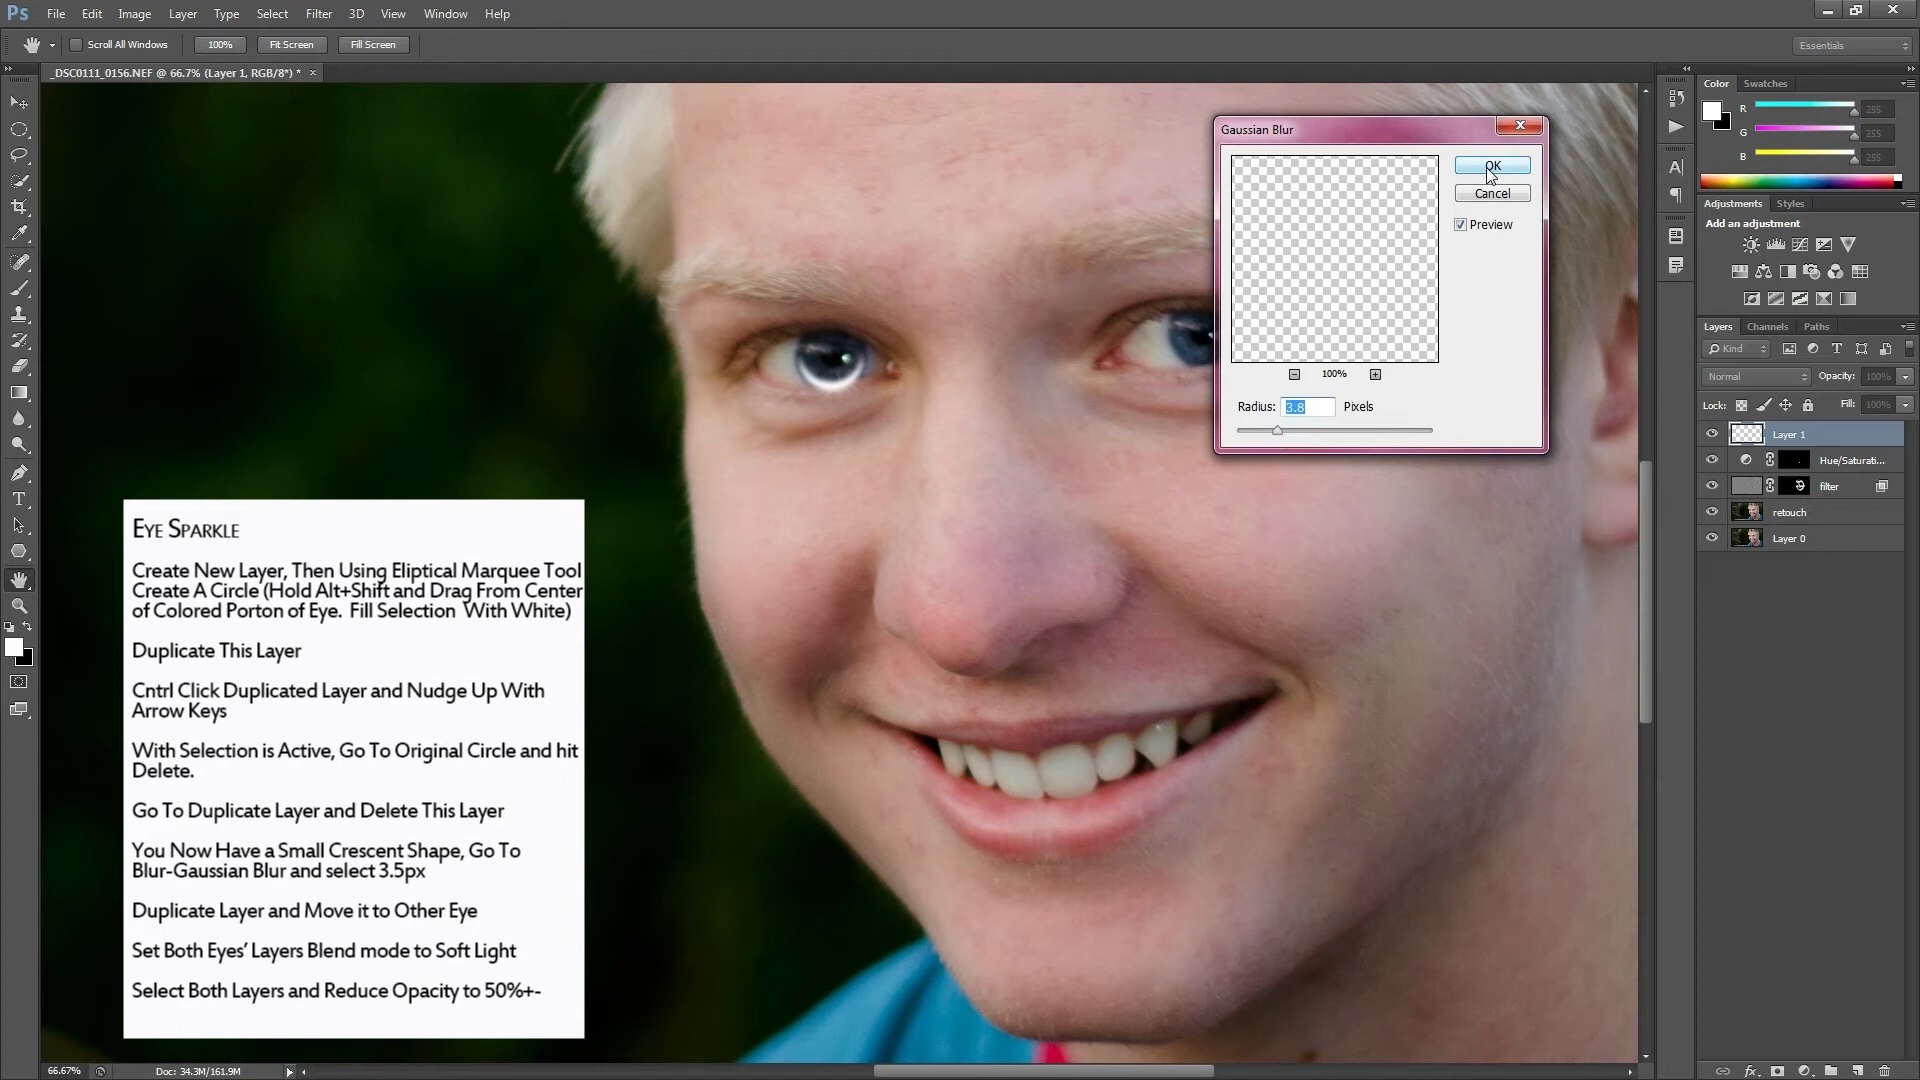 Ps File Edit Image Layer Type Select Filter 3D View Window Help
Scroll All Windows 100% Fit Screen Fill Screen Essentials
_DSC0111_0156.NEF @ 66.7% (Layer 1, RGB/8*) * ×
Color Swatches
R 255
G 255
B 255
Adjustments Styles
Add an adjustment
Layers Channels Paths
Kind
Normal Opacity: 100%
Lock: Fill: 100%
Layer 1
Hue/Saturati...
filter
retouch
Layer 0
Gaussian Blur
OK
Cancel
Preview
100%
Radius: 3.8 Pixels
Eye Sparkle
Create New Layer, Then Using Eliptical Marquee Tool
Create A Circle (Hold Alt+Shift and Drag From Center
of Colored Porton of Eye. Fill Selection With White)
Duplicate This Layer
Cntrl Click Duplicated Layer and Nudge Up With
Arrow Keys
With Selection is Active, Go To Original Circle and hit
Delete.
Go To Duplicate Layer and Delete This Layer
You Now Have a Small Crescent Shape, Go To
Blur-Gaussian Blur and select 3.5px
Duplicate Layer and Move it to Other Eye
Set Both Eyes' Layers Blend mode to Soft Light
Select Both Layers and Reduce Opacity to 50%+-
66.67% Doc: 34.3M/161.9M